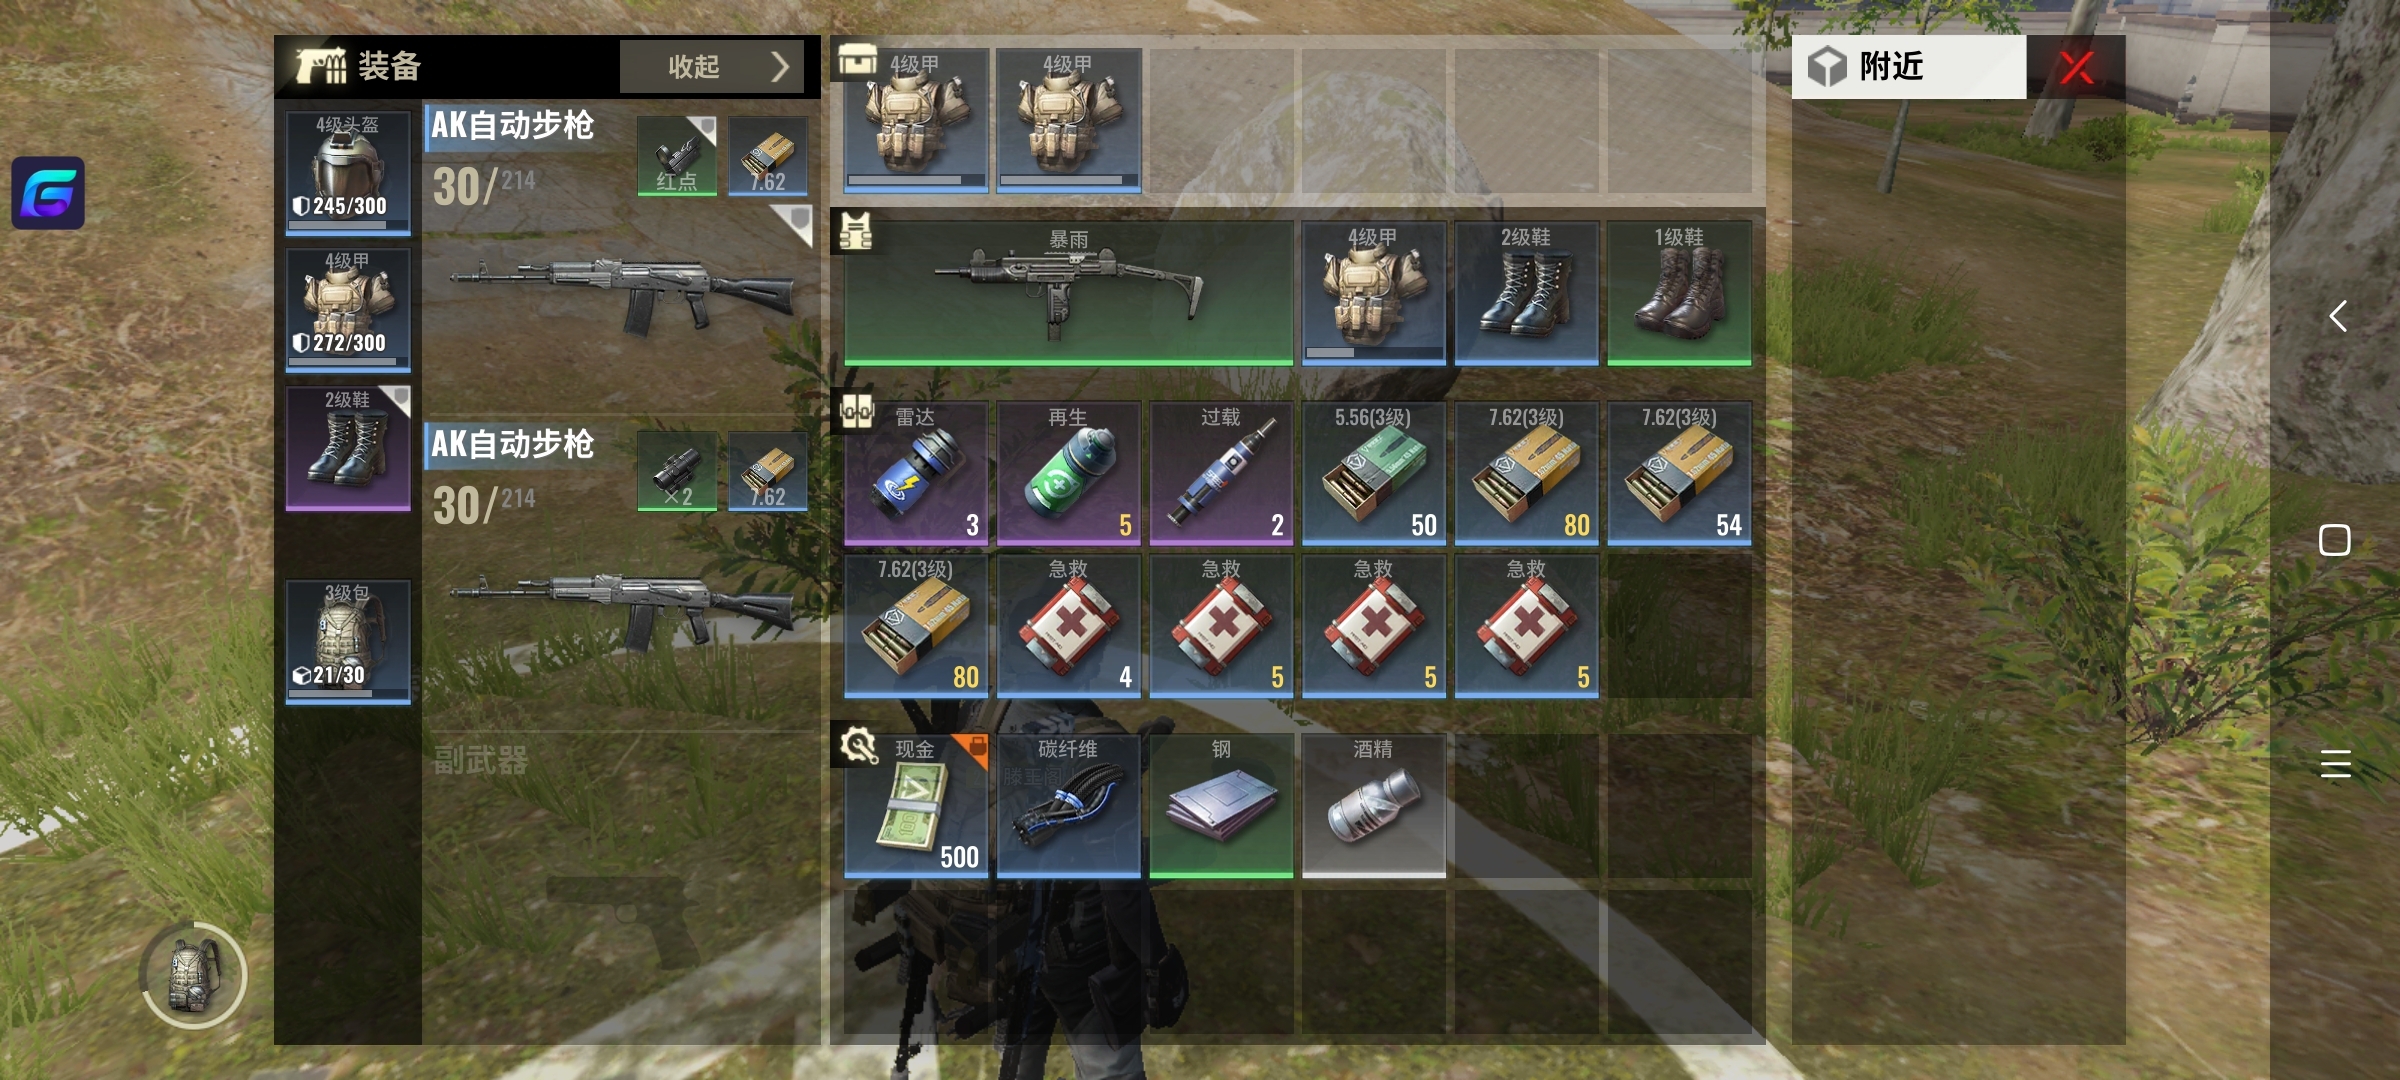 装备
收起
4级头盔
245/300
4级甲
272/300
2级鞋
3级包
21/30
AK自动步枪
30/214
红点
7.62
AK自动步枪
30/214
×2
7.62
副武器
4级甲
4级甲
暴雨
4级甲
2级鞋
1级鞋
雷达
3
再生
5
过载
2
5.56(3级)
50
7.62(3级)
80
7.62(3级)
54
7.62(3级)
80
急救
4
急救
5
急救
5
急救
5
现金
500
碳纤维
钢
酒精
附近